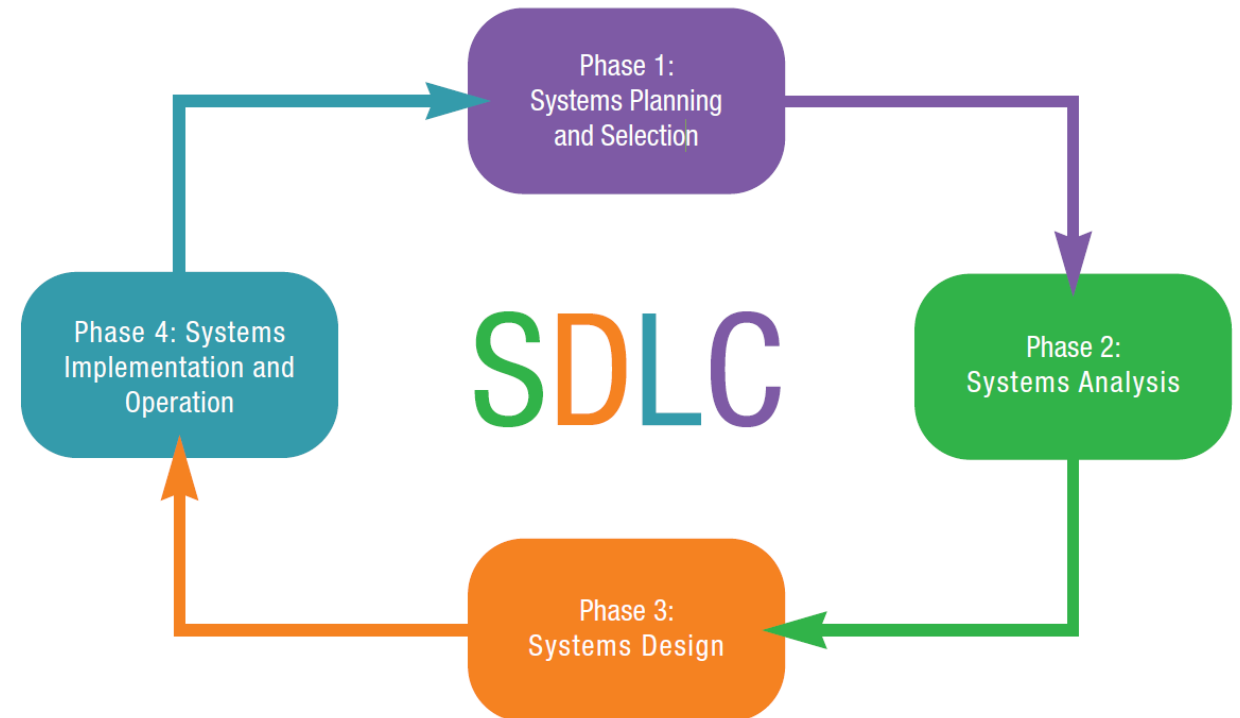 Phase 1:
Systems Planning
and Selection
Phase 4: Systems
Implementation and
Operation
SDLC
Phase 2:
Systems Analysis
Phase 3:
Systems Design